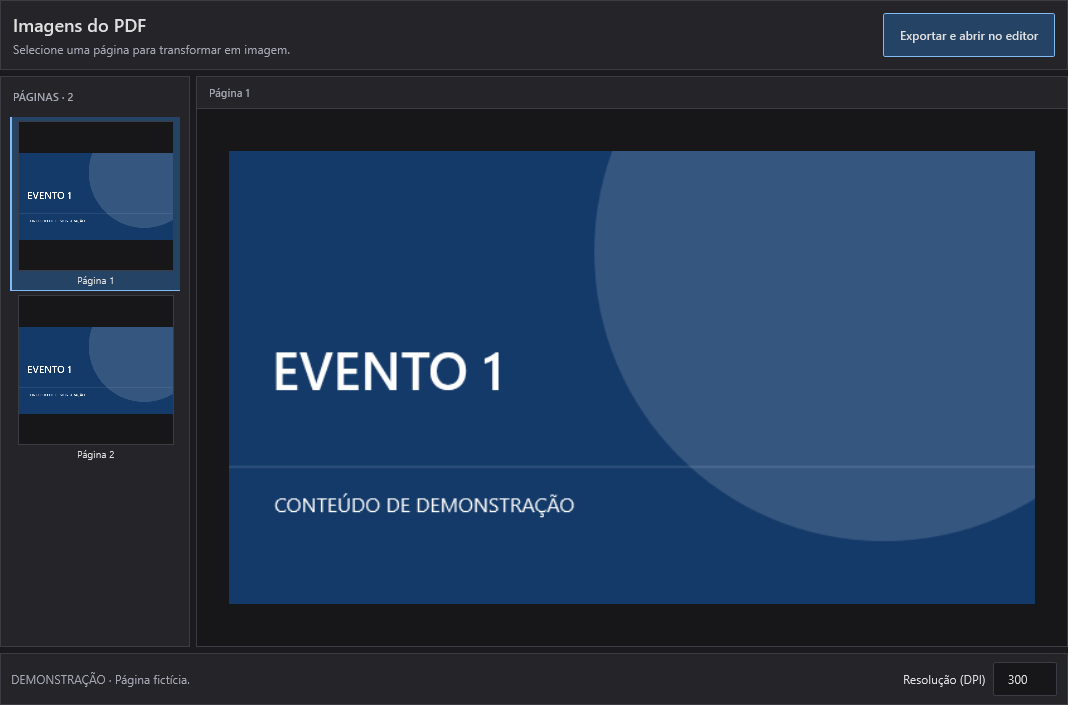 Imagens do PDF
Selecione uma página para transformar em imagem.
Exportar e abrir no editor
PÁGINAS · 2
EVENTO 1
Página 1
EVENTO 1
Página 2
Página 1
EVENTO 1
CONTEÚDO DE DEMONSTRAÇÃO
DEMONSTRAÇÃO · Página fictícia.
Resolução (DPI)
300